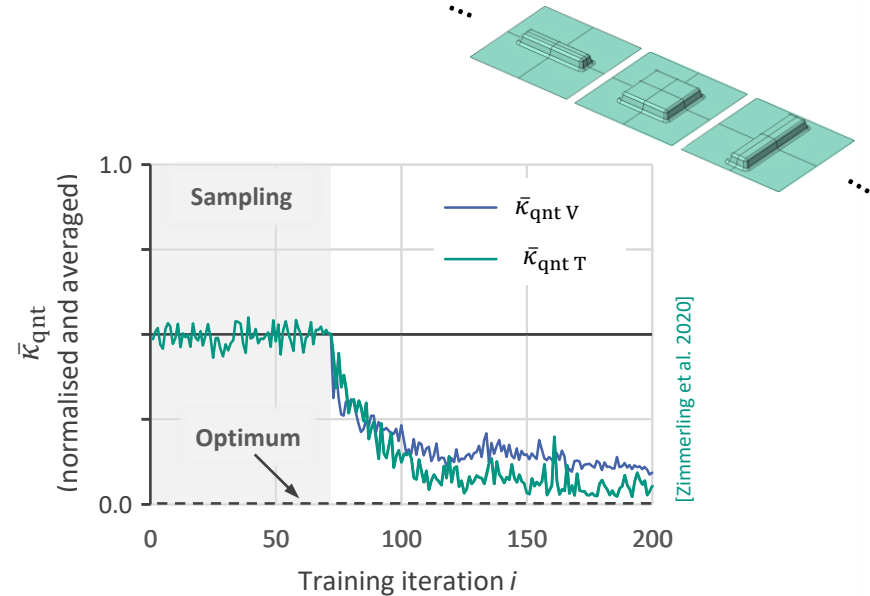 ...
1.0
Sampling
κ̄qnt V
κ̄qnt T
κ̄qnt
(normalised and averaged)
[Zimmerling et al. 2020]
Optimum
0.0
0 50 100 150 200
Training iteration i
...